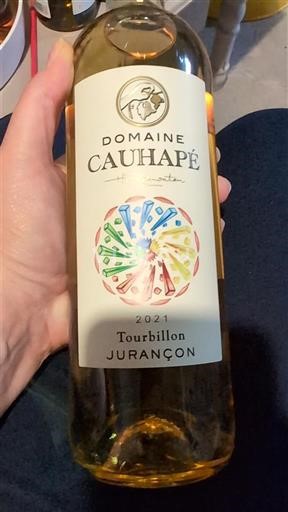 DOMAINE
CAUHAPÉ
2021
Tourbillon
JURANÇON